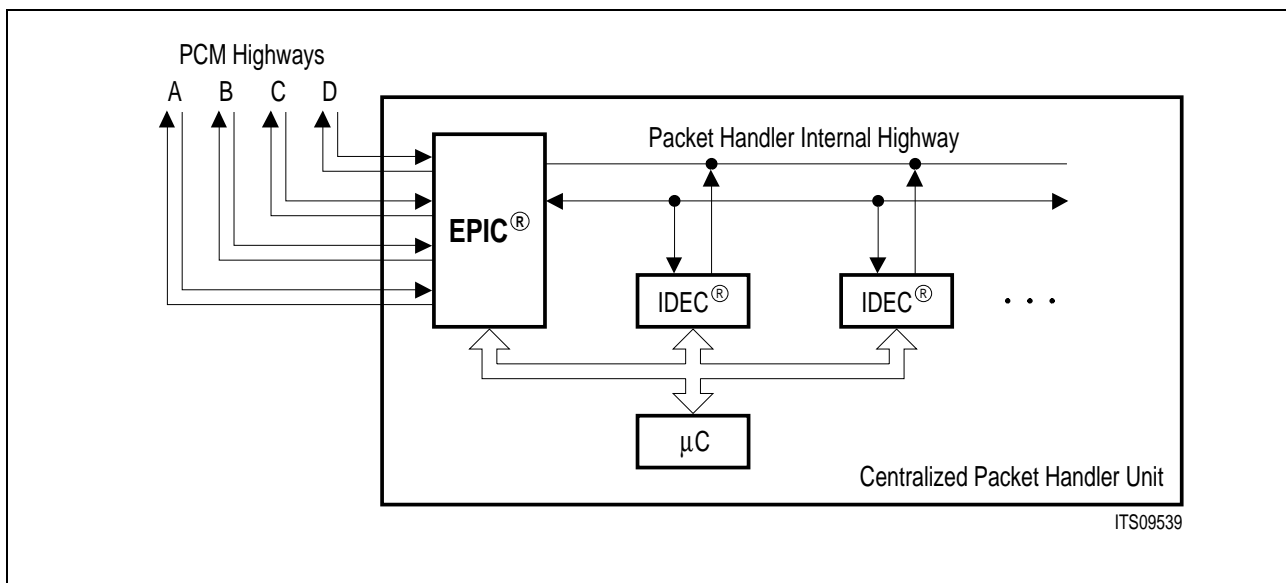 PCM Highways
A B C D
Packet Handler Internal Highway
EPIC®
IDEC® IDEC® . . .
μC
Centralized Packet Handler Unit
ITS09539